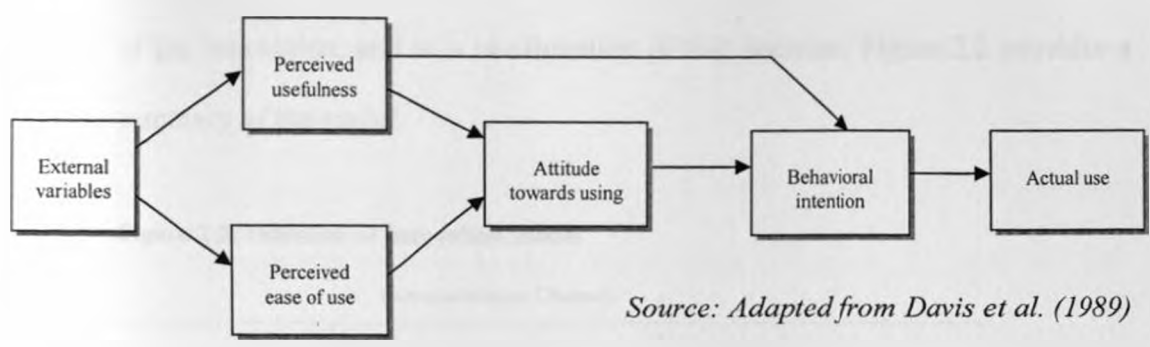 Perceived
usefulness
External
variables
Attitude
towards using
Behavioral
intention
Actual use
Perceived
ease of use
Source: Adapted from Davis et al. (1989)